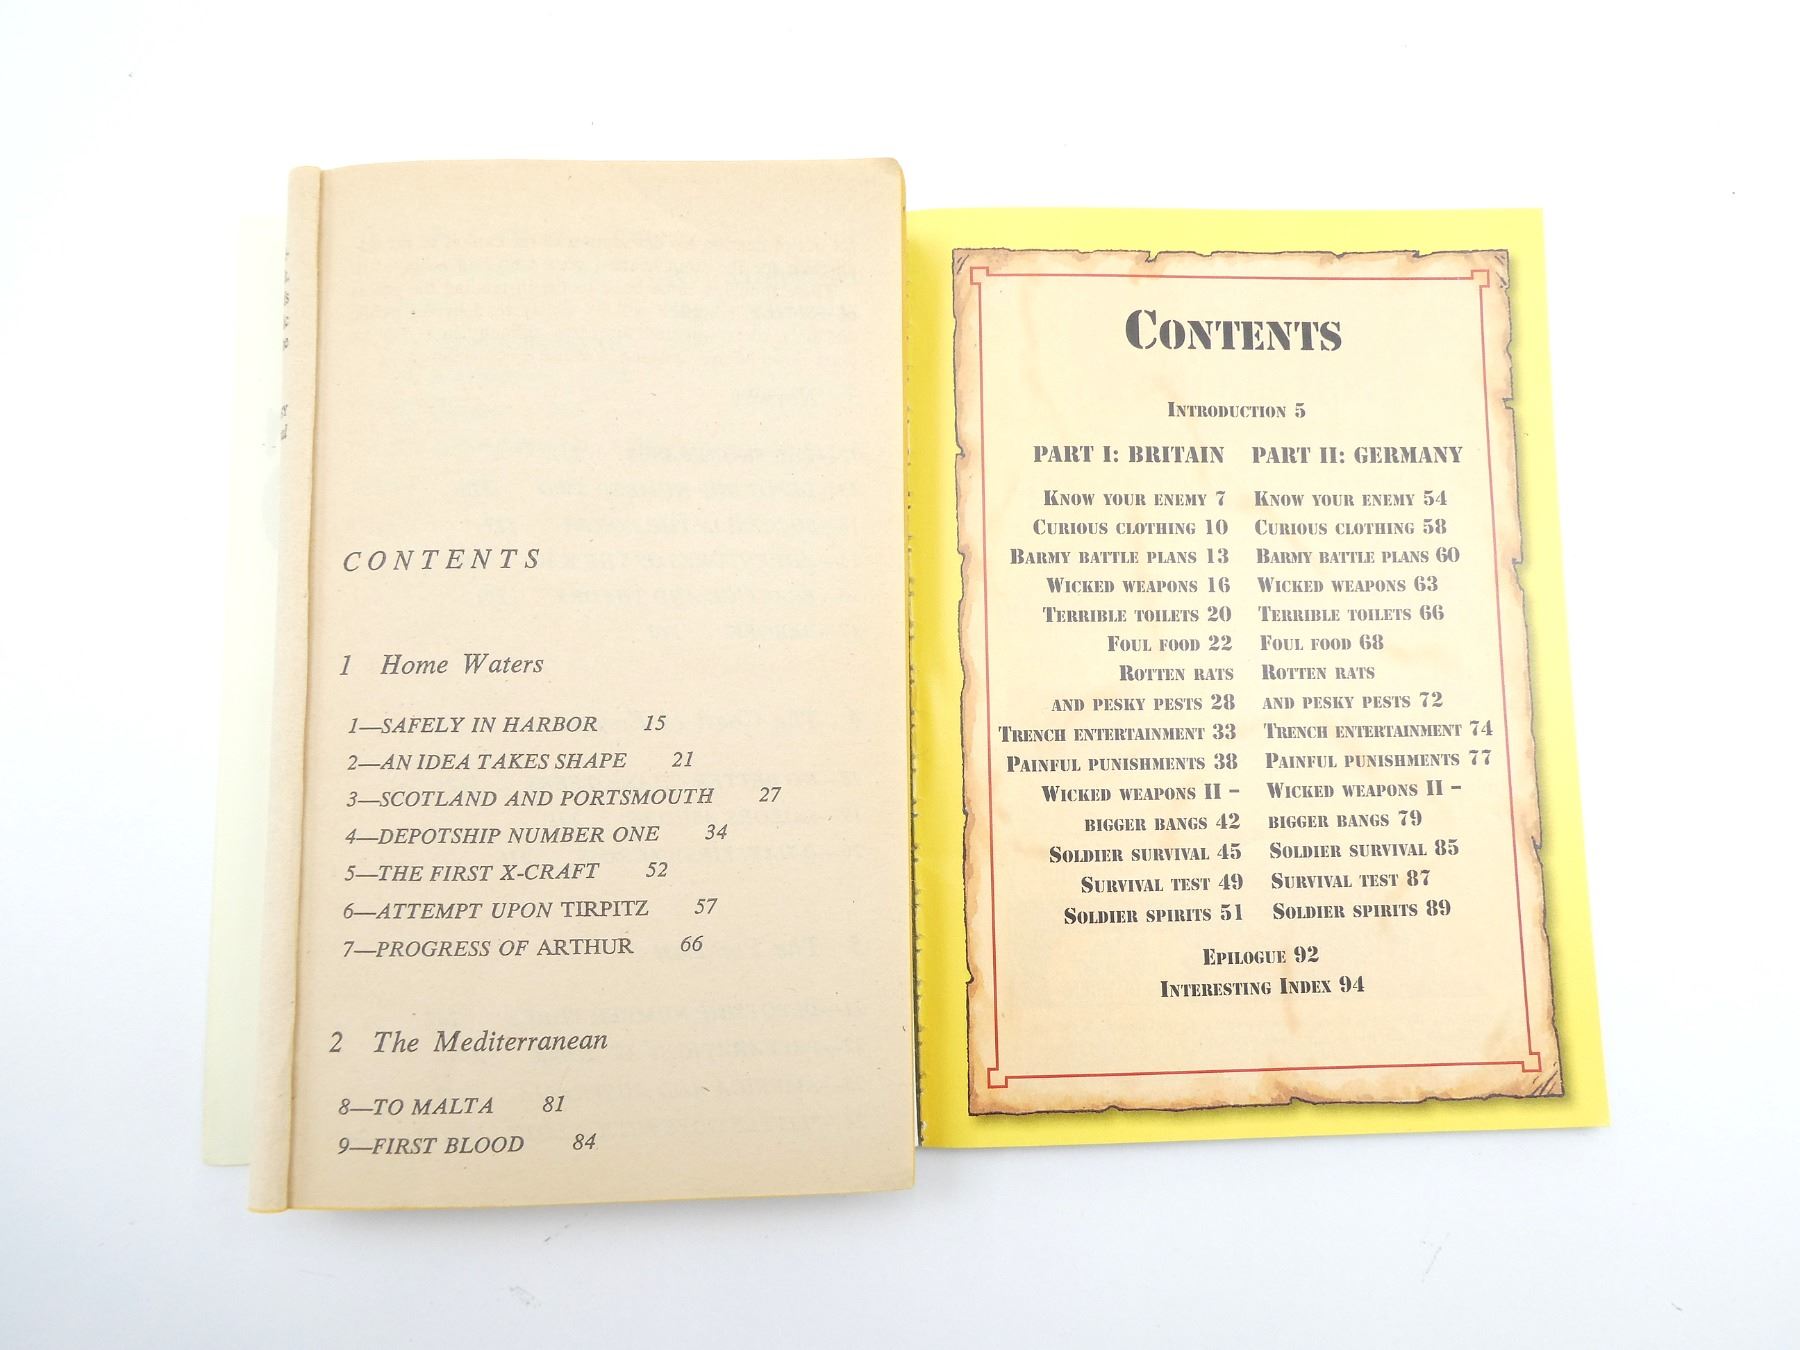 CONTENTS
1 Home Waters
1—SAFELY IN HARBOR 15
2—AN IDEA TAKES SHAPE 21
3—SCOTLAND AND PORTSMOUTH 27
4—DEPOTSHIP NUMBER ONE 34
5—THE FIRST X-CRAFT 52
6—ATTEMPT UPON TIRPITZ 57
7—PROGRESS OF ARTHUR 66
2 The Mediterranean
8—TO MALTA 81
9—FIRST BLOOD 84
CONTENTS
INTRODUCTION 5
PART I: BRITAIN
KNOW YOUR ENEMY 7
CURIOUS CLOTHING 10
BARMY BATTLE PLANS 13
WICKED WEAPONS 16
TERRIBLE TOILETS 20
FOUL FOOD 22
ROTTEN RATS
AND PESKY PESTS 28
TRENCH ENTERTAINMENT 33
PAINFUL PUNISHMENTS 38
WICKED WEAPONS II –
BIGGER BANGS 42
SOLDIER SURVIVAL 45
SURVIVAL TEST 49
SOLDIER SPIRITS 51
PART II: GERMANY
KNOW YOUR ENEMY 54
CURIOUS CLOTHING 58
BARMY BATTLE PLANS 60
WICKED WEAPONS 63
TERRIBLE TOILETS 66
FOUL FOOD 68
ROTTEN RATS
AND PESKY PESTS 72
TRENCH ENTERTAINMENT 74
PAINFUL PUNISHMENTS 77
WICKED WEAPONS II –
BIGGER BANGS 79
SOLDIER SURVIVAL 85
SURVIVAL TEST 87
SOLDIER SPIRITS 89
EPILOGUE 92
INTERESTING INDEX 94